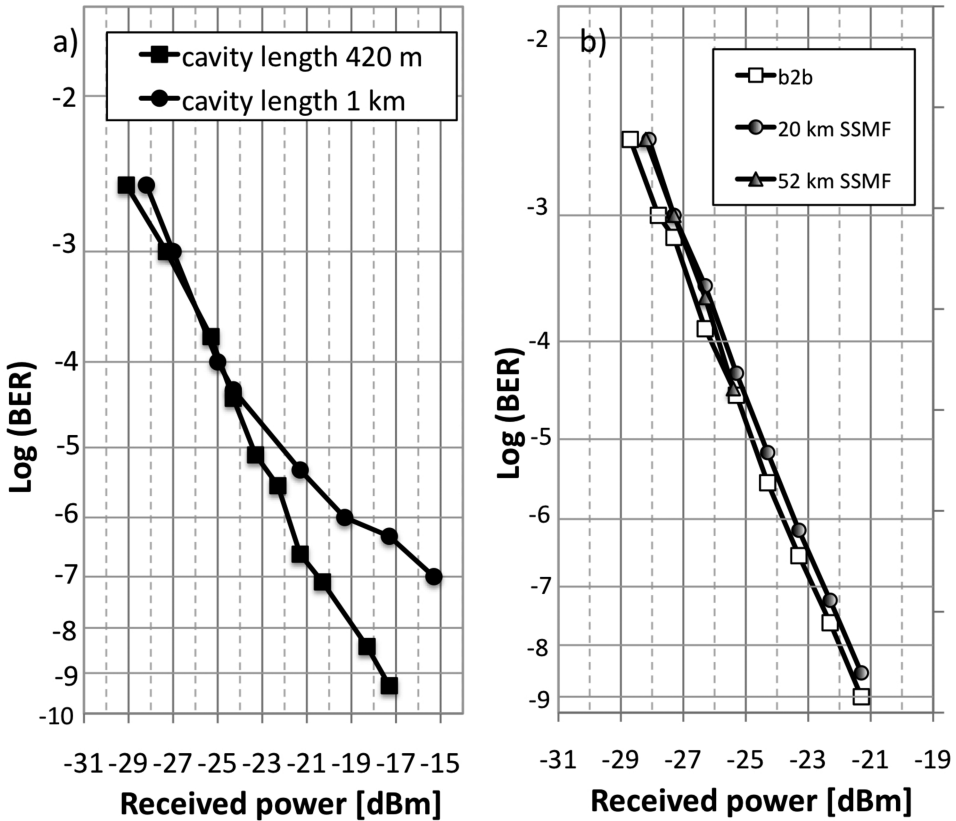 a)
cavity length 420 m
cavity length 1 km
-2
-3
-4
-5
-6
-7
-8
-9
-10
Log (BER)
-31 -29 -27 -25 -23 -21 -19 -17 -15
Received power [dBm]
b)
b2b
20 km SSMF
52 km SSMF
-2
-3
-4
-5
-6
-7
-8
-9
Log (BER)
-31 -29 -27 -25 -23 -21 -19
Received power [dBm]